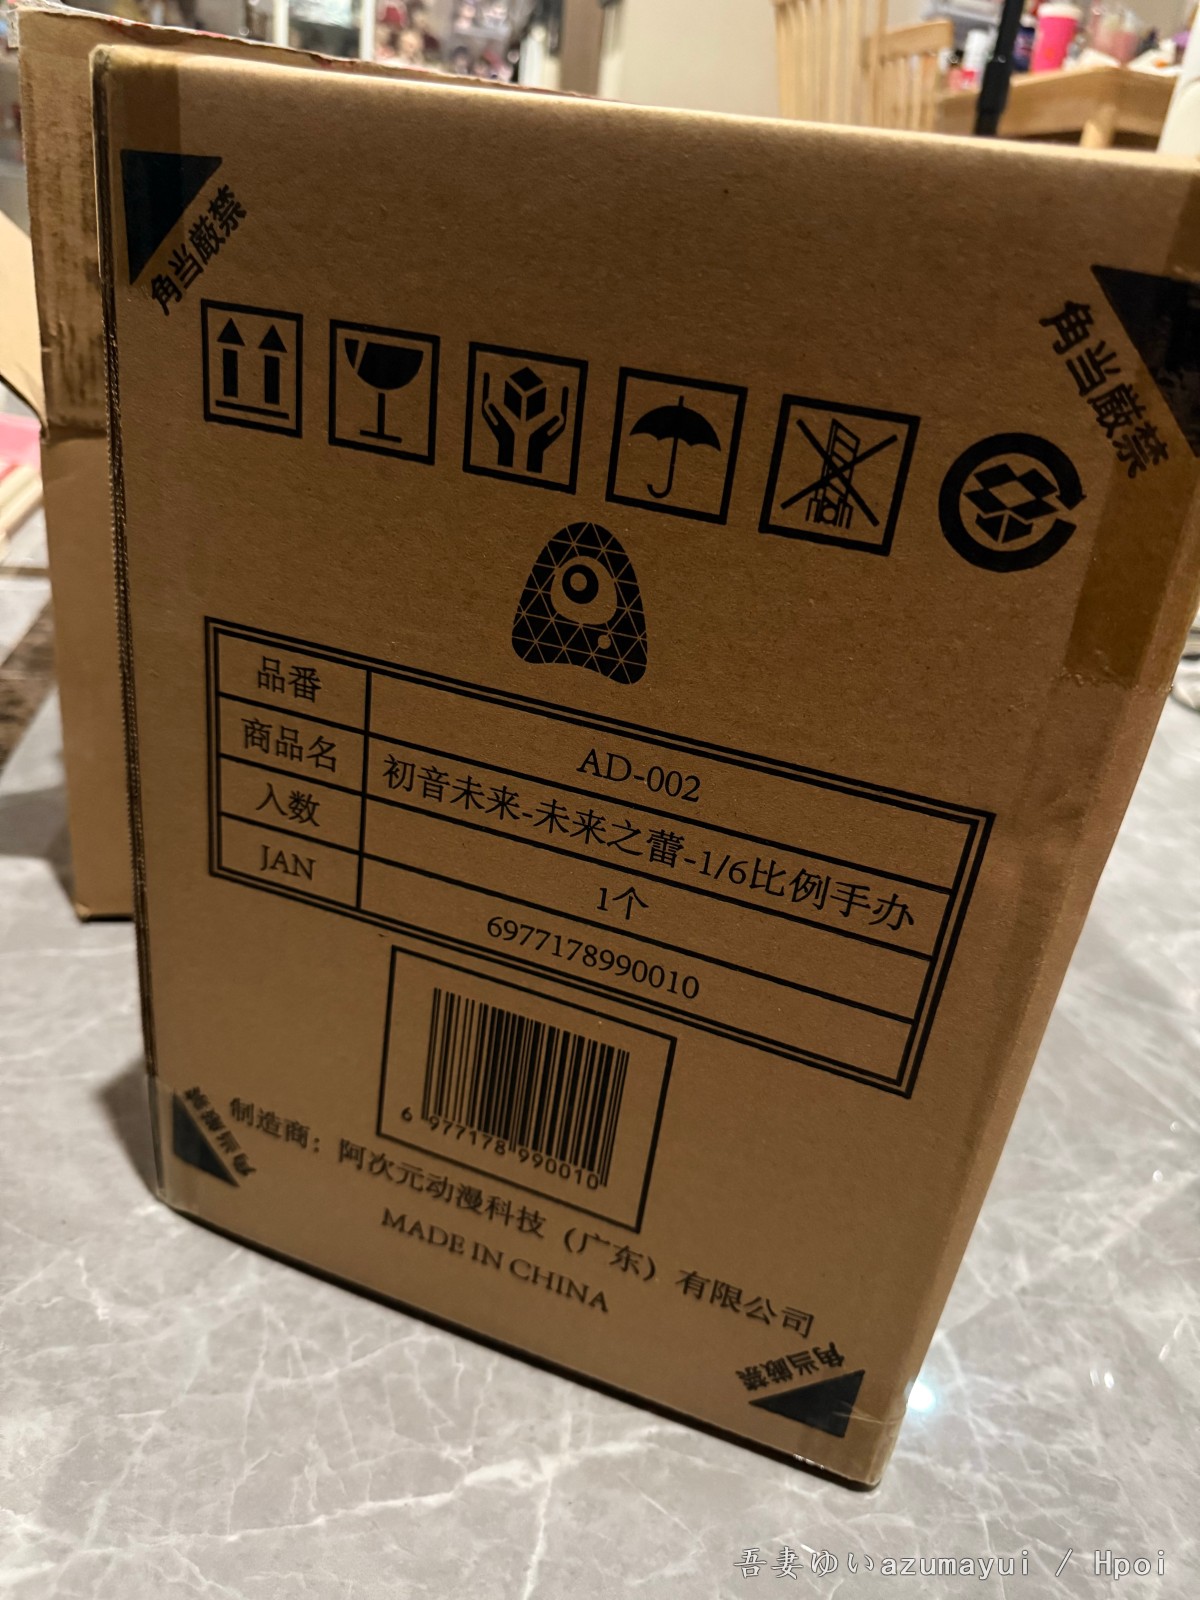 角当厳禁
角当厳禁
品番 AD-002
商品名 初音未来-未来之蕾-1/6比例手办
入数 1个
JAN 6977178990010
6 977178 990010
角当厳禁
制造商：阿次元动漫科技（广东）有限公司
MADE IN CHINA
角当厳禁
吾妻ゆいazumayui / Hpoi